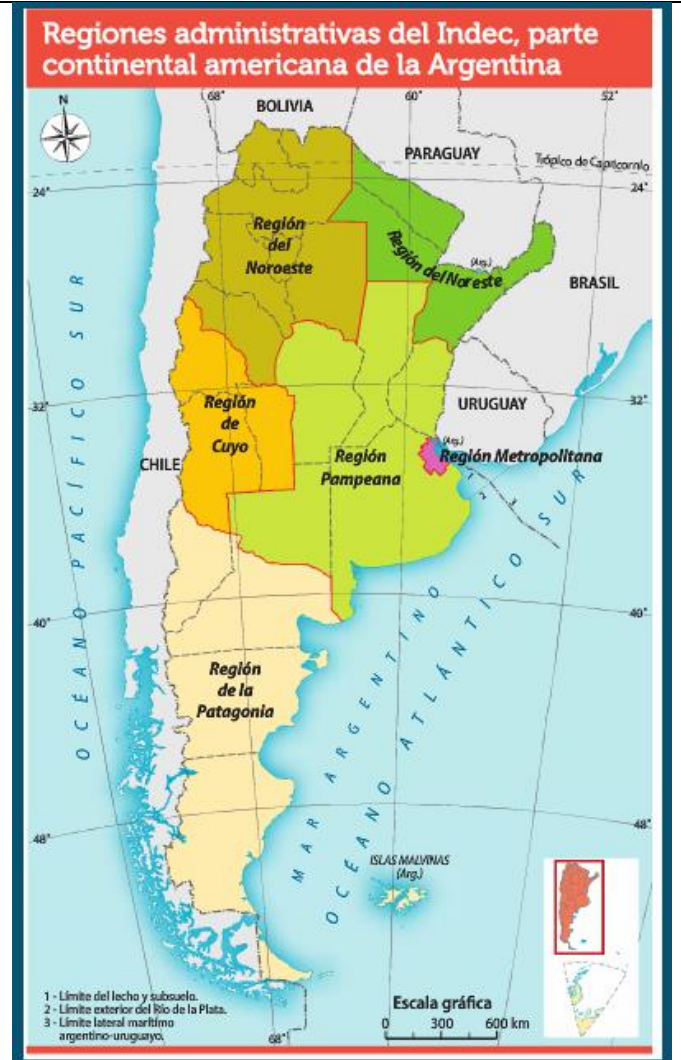 Regiones administrativas del Indec, parte
continental americana de la Argentina
N
68°
60
52°
BOLIVIA
PARAGUAY
Trópico de Capricornio
24°
24°
Región
del
Noroeste
(Arg.)
Región del Noreste
BRASIL
32°
32°
URUGUAY
Región
de
Cuyo
(Arg.)
CHILE
Región
Pampeana
Región Metropolitana
1
2
3
OCÉANO PACÍFICO SUR
40°
40°
Región
de la
Patagonia
MAR ARGENTINO
OCÉANO ATLÁNTICO SUR
48°
48°
ISLAS MALVINAS
(Arg.)
1 - Límite del lecho y subsuelo.
2 - Límite exterior del Río de la Plata.
3 - Límite lateral marítimo
argentino-uruguayo.
Escala gráfica
0 300 600 km
68°